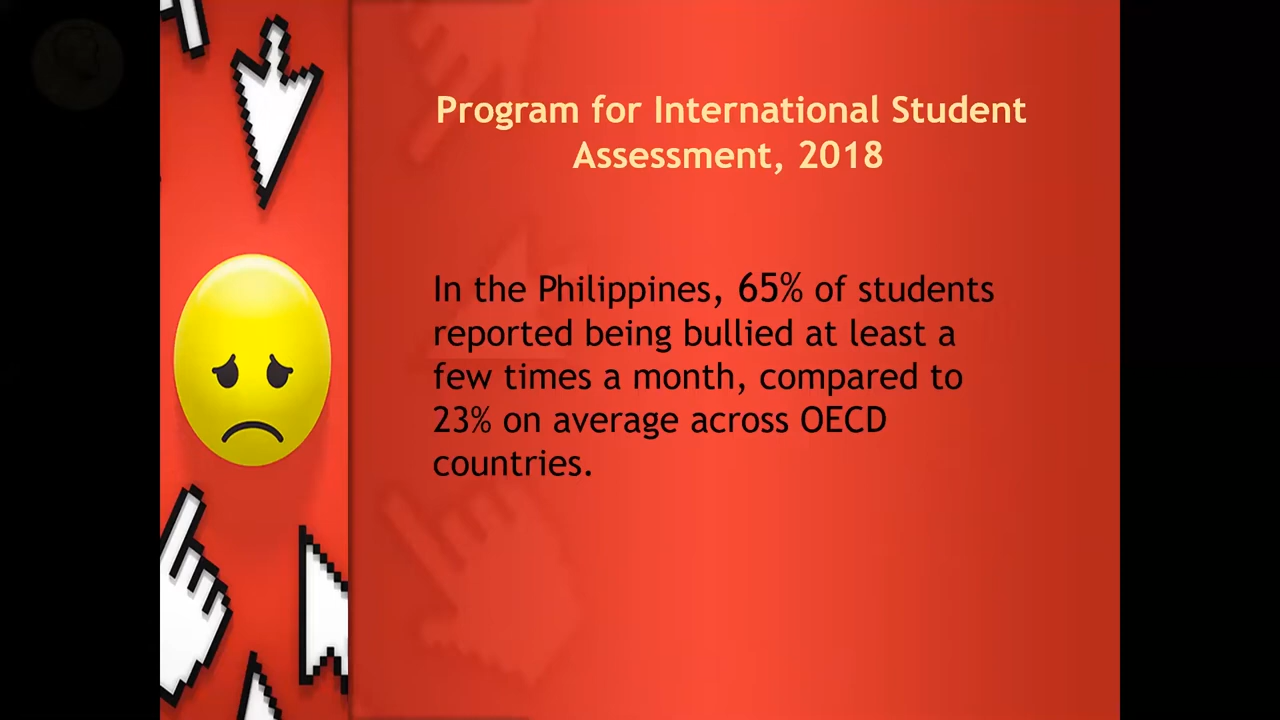 Program for International Student
Assessment, 2018
In the Philippines, 65% of students
reported being bullied at least a
few times a month, compared to
23% on average across OECD
countries.